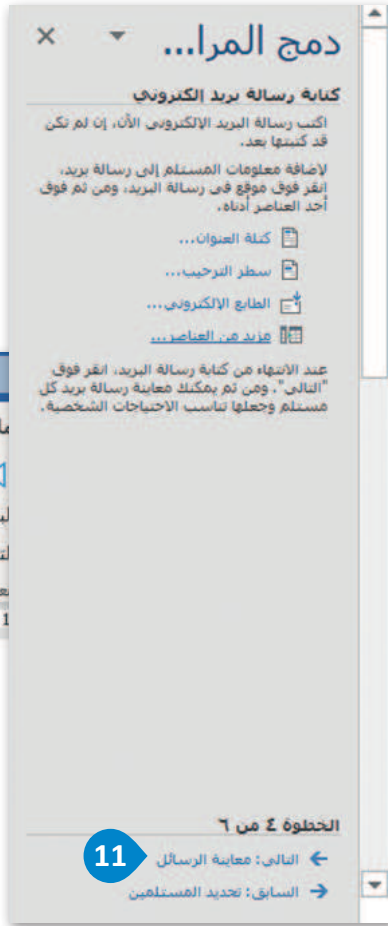 دمج المرا...
كتابة رسالة بريد إلكتروني
اكتب رسالة البريد الإلكتروني الآن، إن لم تكن
قد كتبتها بعد.
لإضافة معلومات المستلم إلى رسالة بريد،
انقر فوق موقع في رسالة البريد، ومن ثم فوق
أحد العناصر أدناه.
كتلة العنوان...
سطر الترحيب...
الطابع الإلكتروني...
مزيد من العناصر...
عند الانتهاء من كتابة رسالة البريد، انقر فوق
"التالي". ومن ثم يمكنك معاينة رسالة بريد كل
مستلم وجعلها تناسب الاحتياجات الشخصية.
الخطوة ٤ من ٦
التالي: معاينة الرسائل
11
السابق: تحديد المستلمين